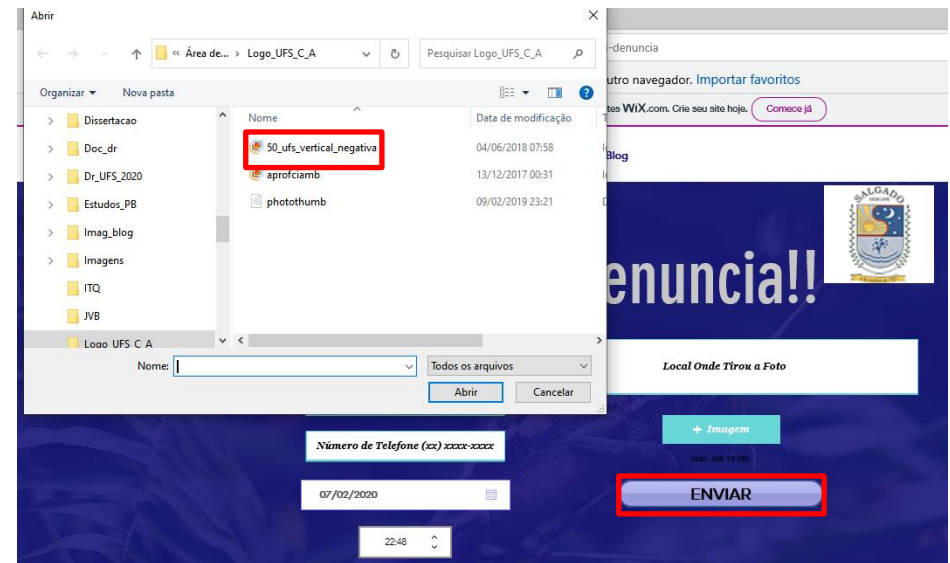 Abrir
« Área de... › Logo_UFS_C_A
Pesquisar Logo_UFS_C_A
-denuncia
utro navegador. Importar favoritos
Organizar
Nova pasta
tes WiX.com. Crie seu site hoje.
Comece já
Nome
Data de modificação
Dissertacao
Doc_dr
Dr_UFS_2020
Estudos_PB
Imag_blog
Imagens
ITQ
JVB
Logo UFS C A
50_ufs_vertical_negativa
04/06/2018 07:58
aprofciamb
13/12/2017 00:31
photothumb
09/02/2019 23:21
Nome:
Todos os arquivos
Abrir
Cancelar
Blog
SALGADO
enuncia!!
Local Onde Tirou a Foto
+ Imagem
Número de Telefone (xx) xxxx-xxxx
07/02/2020
ENVIAR
22:48